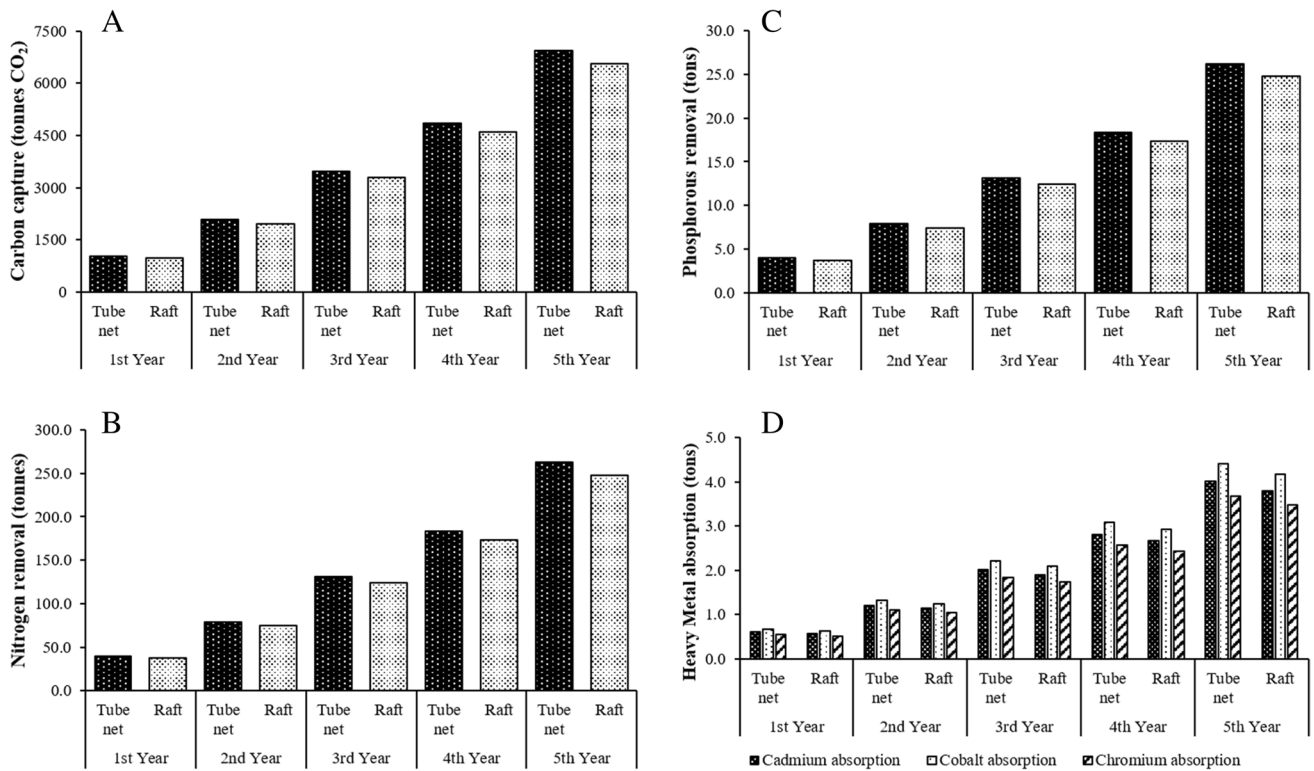 A
Carbon capture (tonnes CO₂)
7500
6000
4500
3000
1500
0
Tube net Raft Tube net Raft Tube net Raft Tube net Raft Tube net Raft
1st Year 2nd Year 3rd Year 4th Year 5th Year
C
Phosphorous removal (tons)
30.0
25.0
20.0
15.0
10.0
5.0
0.0
Tube net Raft Tube net Raft Tube net Raft Tube net Raft Tube net Raft
1st Year 2nd Year 3rd Year 4th Year 5th Year
B
Nitrogen removal (tonnes)
300.0
250.0
200.0
150.0
100.0
50.0
0.0
Tube net Raft Tube net Raft Tube net Raft Tube net Raft Tube net Raft
1st Year 2nd Year 3rd Year 4th Year 5th Year
D
Heavy Metal absorption (tons)
5.0
4.0
3.0
2.0
1.0
0.0
Tube net Raft Tube net Raft Tube net Raft Tube net Raft Tube net Raft
1st Year 2nd Year 3rd Year 4th Year 5th Year
Cadmium absorption Cobalt absorption Chromium absorption